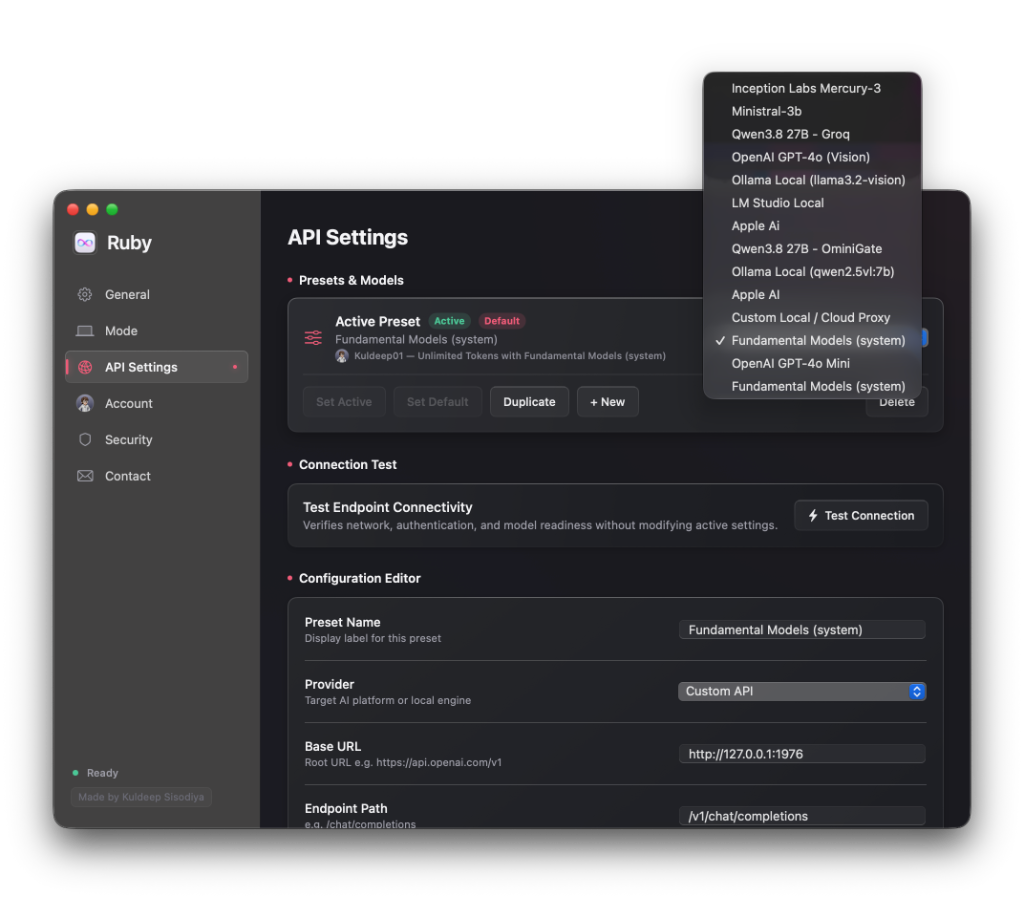 Inception Labs Mercury-3
Ministral-3b
Qwen3.8 27B - Groq
OpenAI GPT-4o (Vision)
Ollama Local (llama3.2-vision)
LM Studio Local
Apple Ai
Qwen3.8 27B - OminiGate
Ollama Local (qwen2.5vl:7b)
Apple AI
Custom Local / Cloud Proxy
✓ Fundamental Models (system)
OpenAI GPT-4o Mini
Fundamental Models (system)
Ruby
General
Mode
API Settings
Account
Security
Contact
Ready
Made by Kuldeep Sisodiya
API Settings
Presets & Models
Active Preset Active Default
Fundamental Models (system)
Kuldeep01 — Unlimited Tokens with Fundamental Models (system)
Set Active Set Default Duplicate + New Delete
Connection Test
Test Endpoint Connectivity
Verifies network, authentication, and model readiness without modifying active settings.
Test Connection
Configuration Editor
Preset Name
Display label for this preset
Fundamental Models (system)
Provider
Target AI platform or local engine
Custom API
Base URL
Root URL e.g. https://api.openai.com/v1
http://127.0.0.1:1976
Endpoint Path
e.g. /chat/completions
/v1/chat/completions